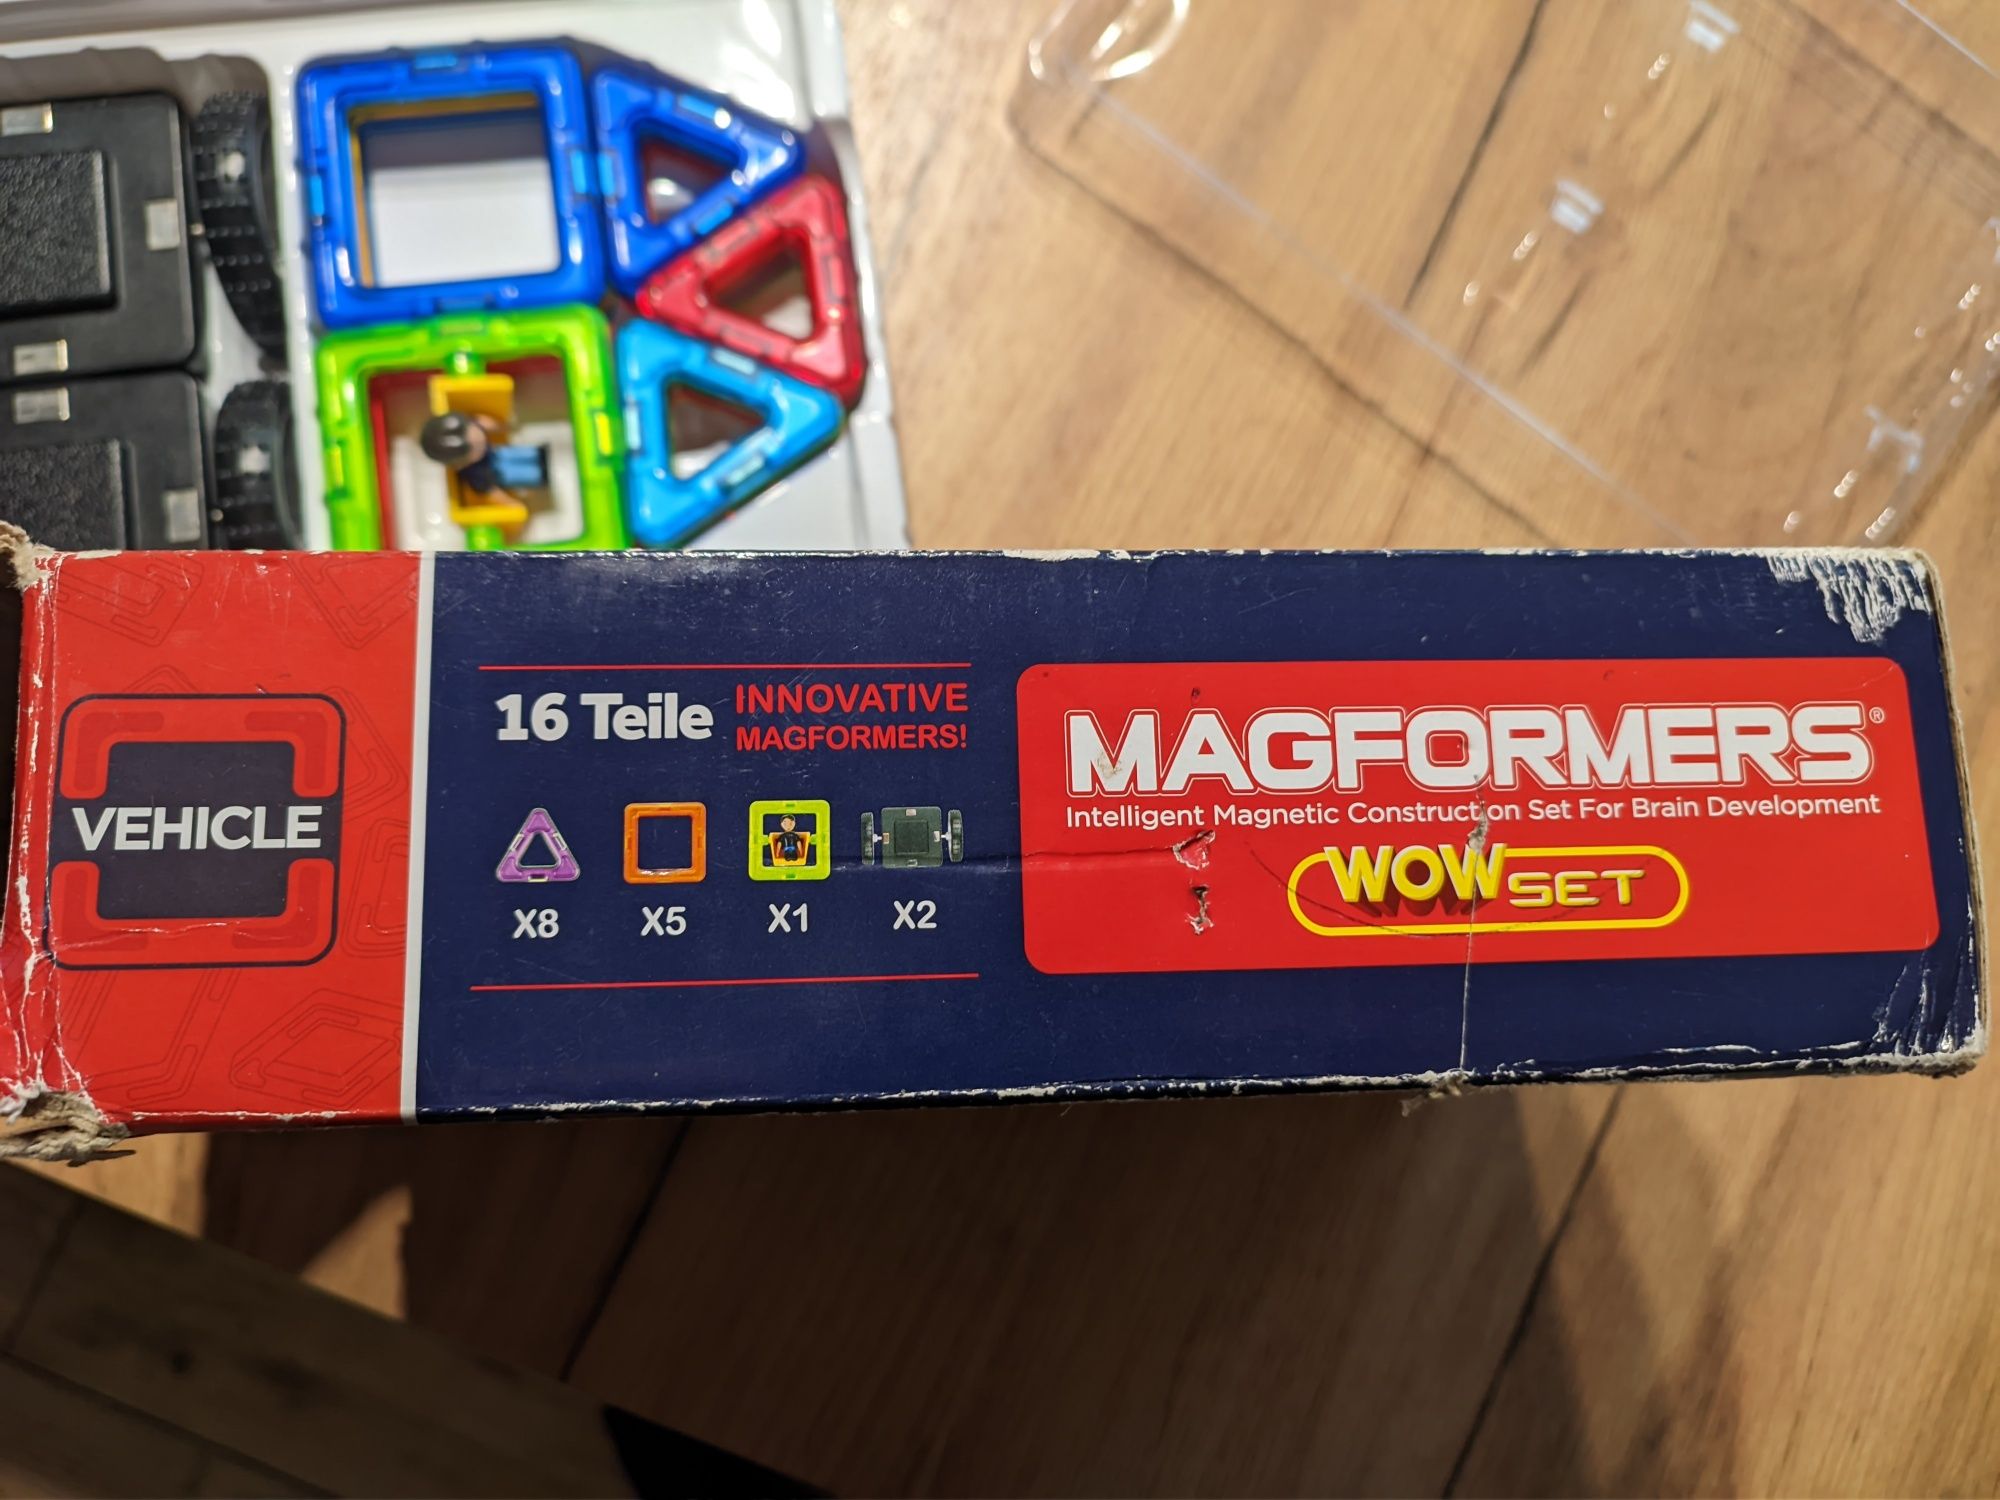 VEHICLE
16 Teile
INNOVATIVE
MAGFORMERS!
X8
X5
X1
X2
MAGFORMERS®
Intelligent Magnetic Construction Set For Brain Development
WOW SET